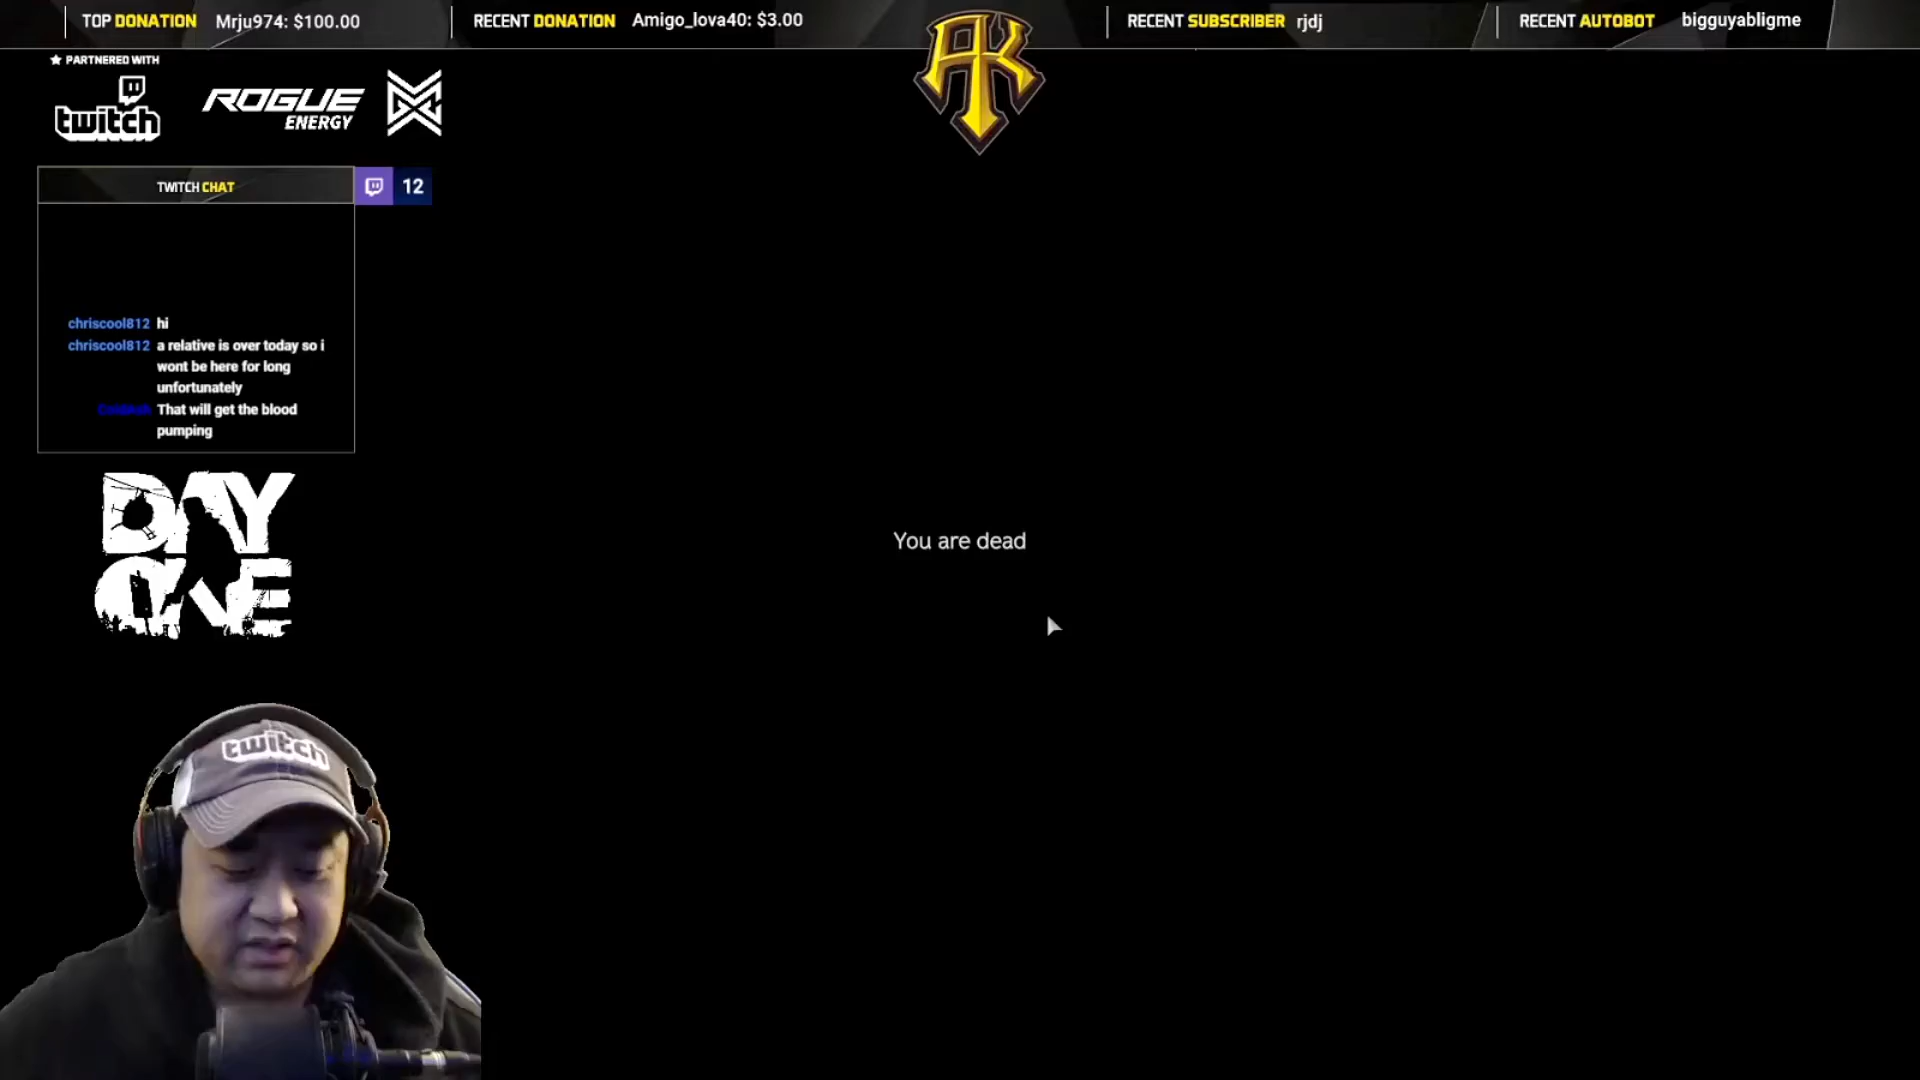 TOP DONATION Mrju974: $100.00
RECENT DONATION Amigo_lova40: $3.00
RECENT SUBSCRIBER rjdj
RECENT AUTOBOT bigguyabligme
PARTNERED WITH
twitch
ROGUE
ENERGY
AK
TWITCH CHAT
12
chriscool812 hi
chriscool812 a relative is over today so i
wont be here for long
unfortunately
That will get the blood
pumping
DAY
ONE
You are dead
twitch